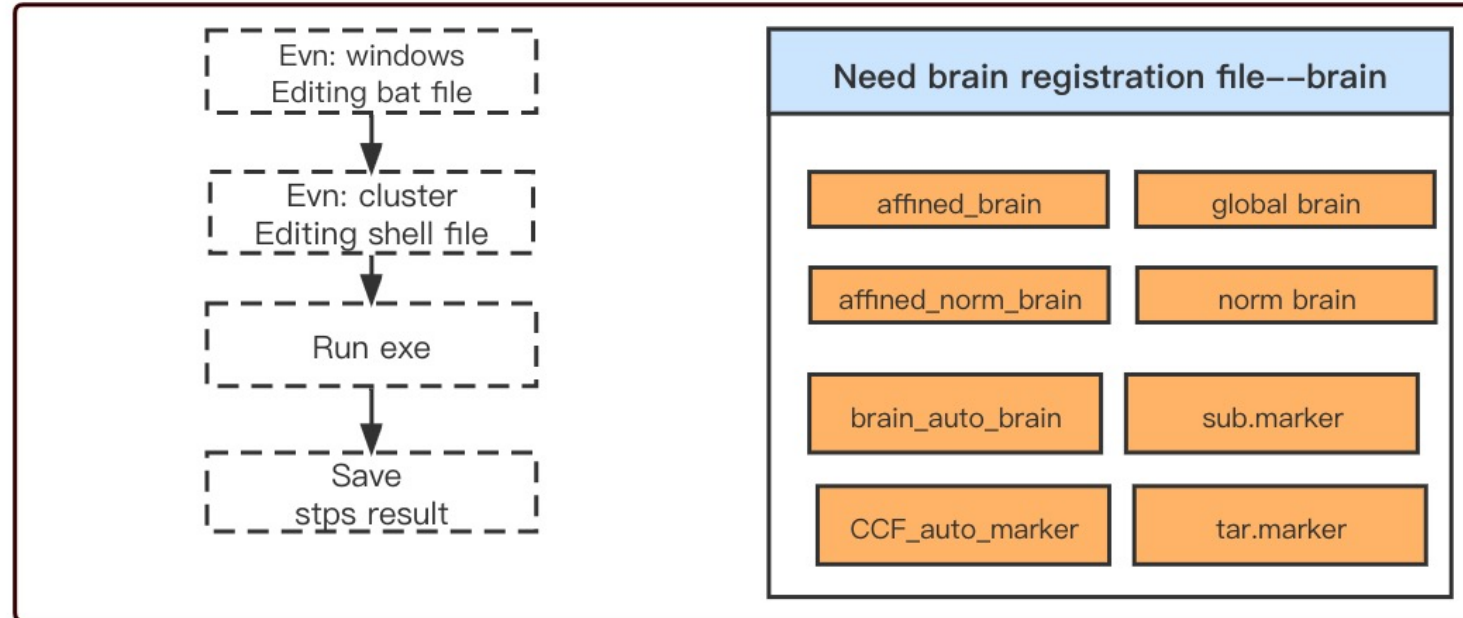 Evn: windows
Editing bat file
Evn: cluster
Editing shell file
Run exe
Save
stps result
Need brain registration file--brain
affined_brain
global brain
affined_norm_brain
norm brain
brain_auto_brain
sub.marker
CCF_auto_marker
tar.marker